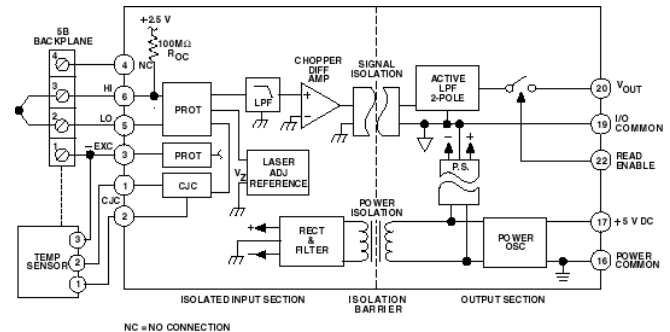 5B
BACKPLANE
+2.5 V
100MΩ
ROC
4
3
2
1
4
NC
HI
6
LO
5
−EXC
3
1
CJC
2
PROT
PROT
CJC
LPF
CHOPPER
DIFF
AMP
+
−
VZ
LASER
ADJ
REFERENCE
SIGNAL
ISOLATION
ACTIVE
LPF
2-POLE
20
VOUT
19
I/O
COMMON
22
READ
ENABLE
−
+
P.S.
POWER
ISOLATION
+
−
RECT
&
FILTER
POWER
OSC
17
+5 V DC
16
POWER
COMMON
TEMP
SENSOR
3
2
1
ISOLATED INPUT SECTION
ISOLATION
BARRIER
OUTPUT SECTION
NC = NO CONNECTION